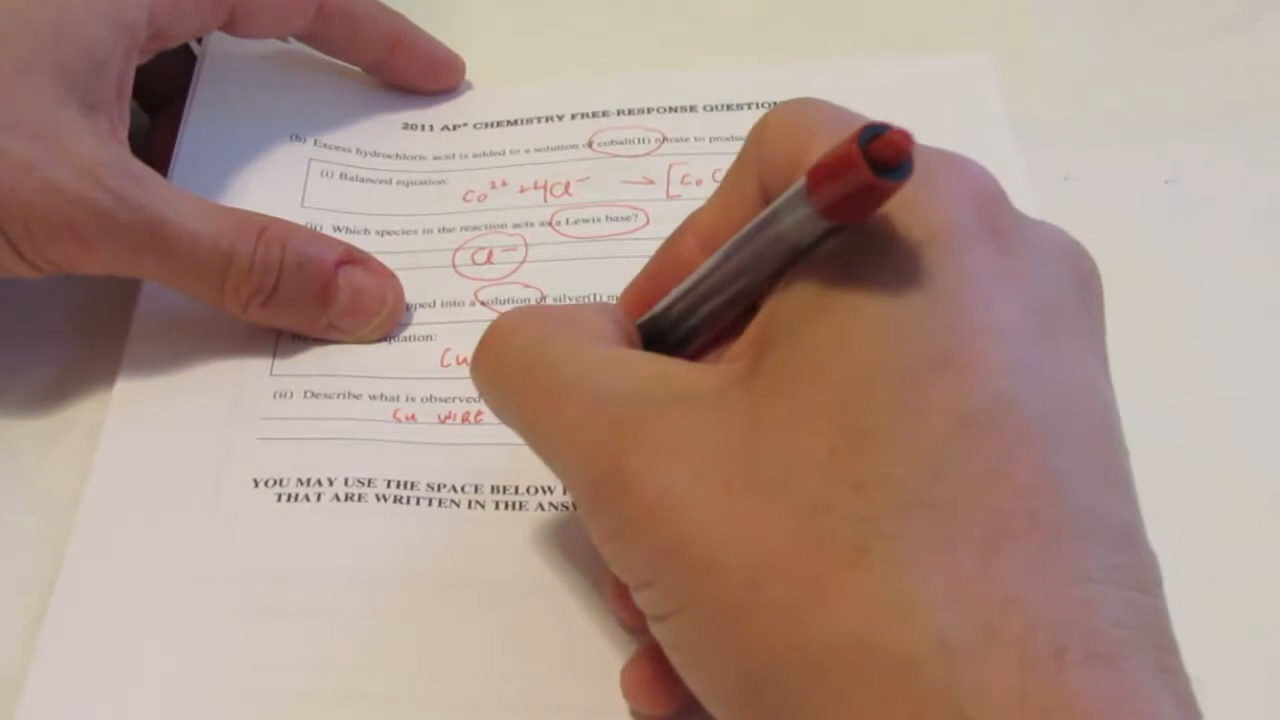 2011 AP® CHEMISTRY FREE-RESPONSE QUESTION
(b) Excess hydrochloric acid is added to a solution of cobalt(II) nitrate to produc
(i) Balanced equation:
Co²⁺ + 4Cl⁻ → [Co C
(ii) Which species in the reaction acts as a Lewis base?
Cl⁻
pped into a solution of silver(I) ni
quation:
Cu
(ii) Describe what is observed
Cu WIRE
YOU MAY USE THE SPACE BELOW F
THAT ARE WRITTEN IN THE ANS